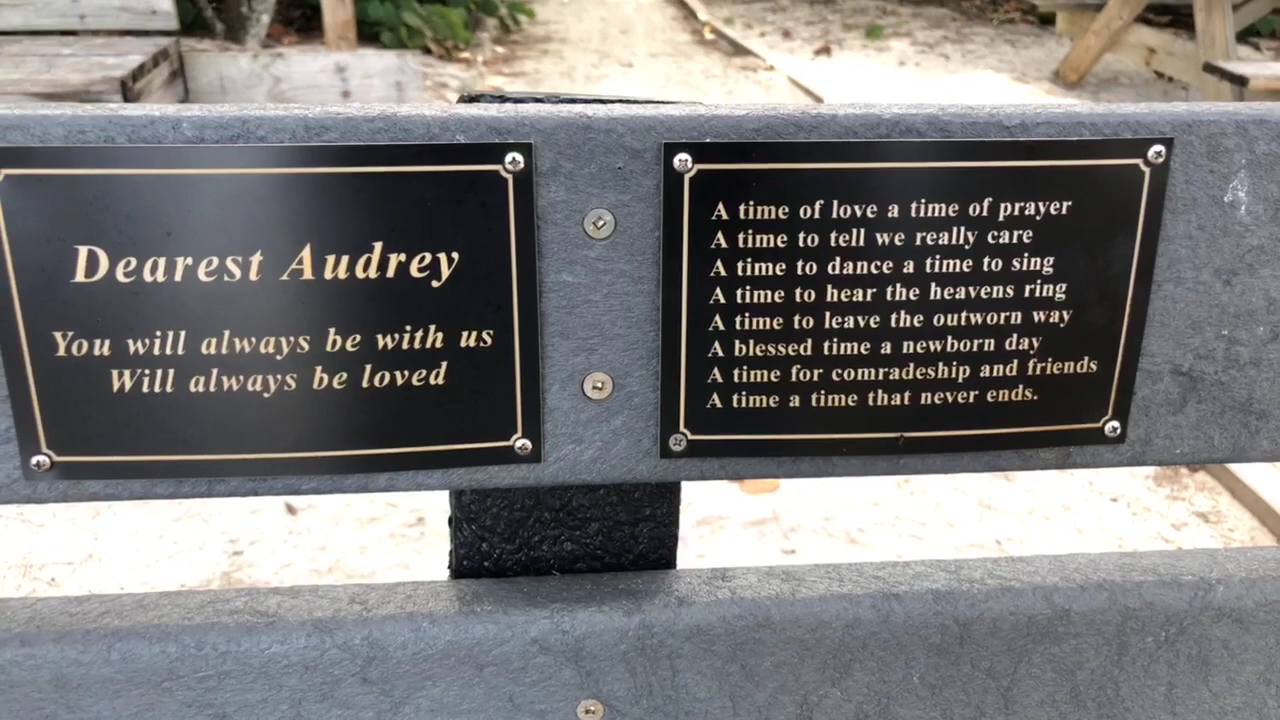 Dearest Audrey
You will always be with us
Will always be loved
A time of love a time of prayer
A time to tell we really care
A time to dance a time to sing
A time to hear the heavens ring
A time to leave the outworn way
A blessed time a newborn day
A time for comradeship and friends
A time a time that never ends.